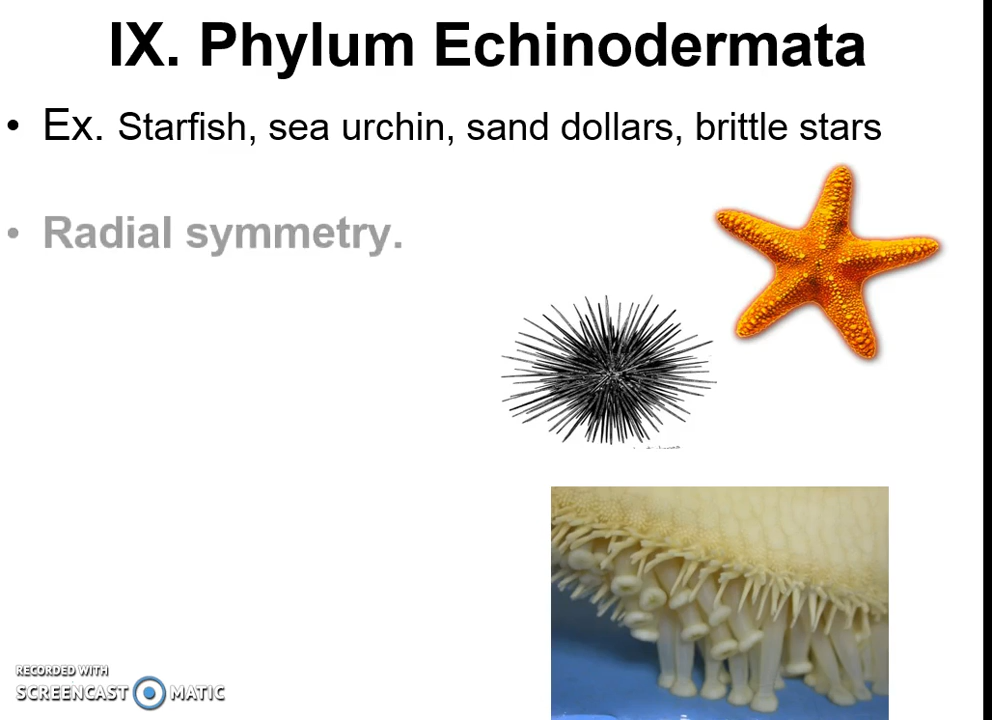 IX. Phylum Echinodermata
• Ex. Starfish, sea urchin, sand dollars, brittle stars
• Radial symmetry.
RECORDED WITH
SCREENCAST MATIC